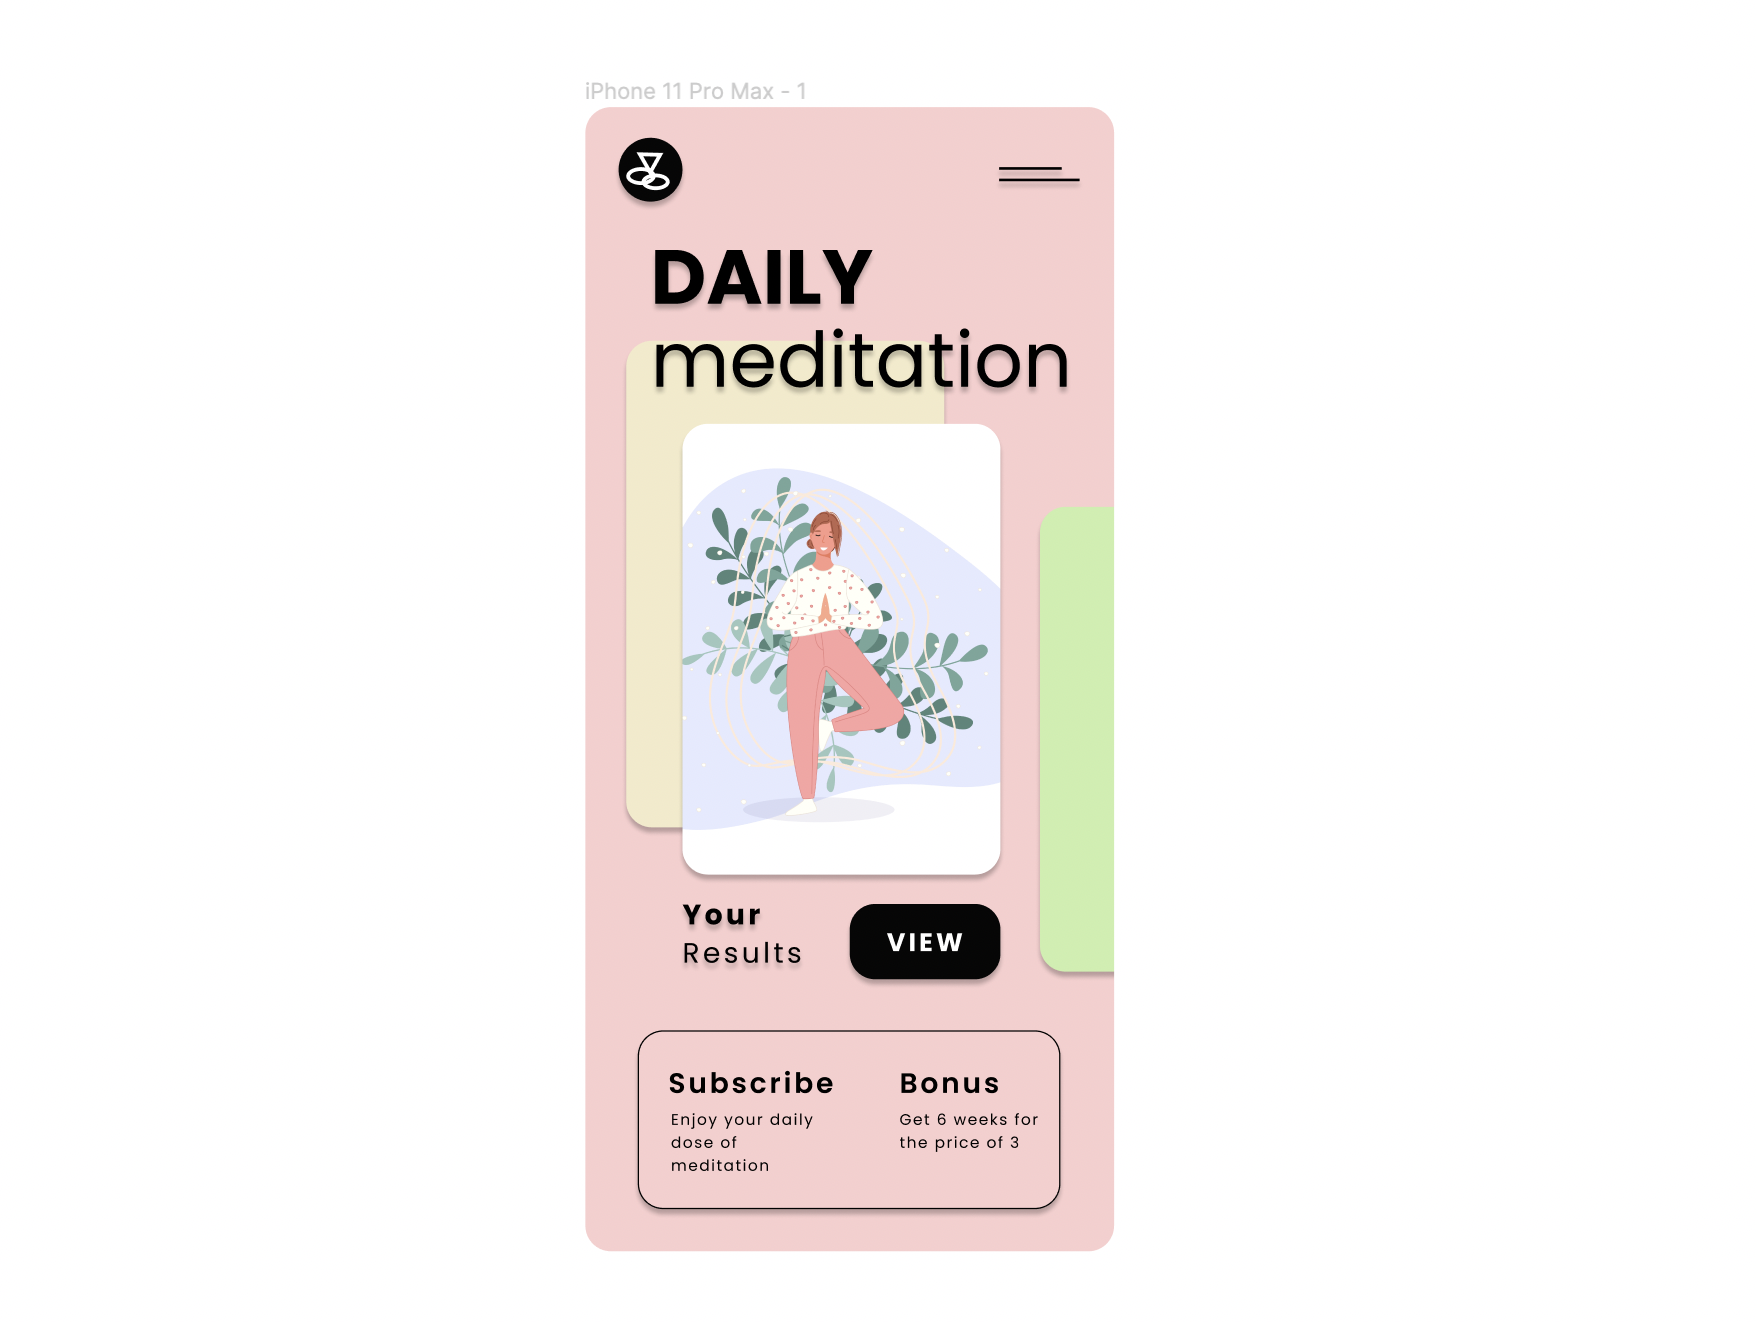 iPhone 11 Pro Max - 1
DAILY
meditation
Your
Results
VIEW
Subscribe
Enjoy your daily
dose of
meditation
Bonus
Get 6 weeks for
the price of 3